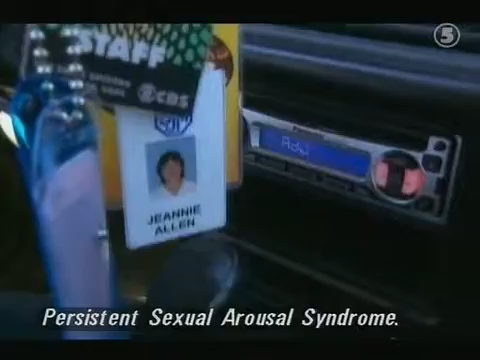 5
STAFF
CBS
JEANNIE
ALLEN
Persistent Sexual Arousal Syndrome.